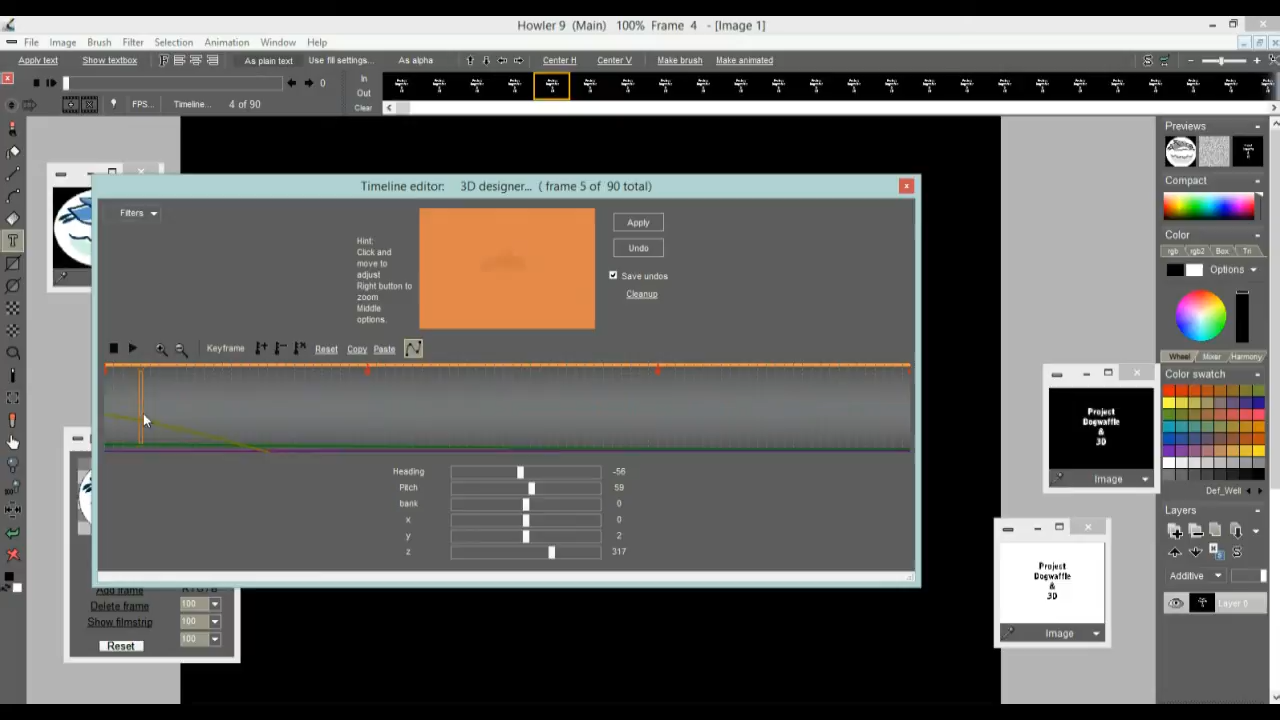 Howler 9 (Main) 100% Frame 4 - [Image 1]
File Image Brush Filter Selection Animation Window Help
Apply text Show textbox As plain text Use fill settings... As alpha Center H Center V Make brush Make animated
0 In
Out
FPS... Timeline... 4 of 90 Clear
Previews
Compact
Color
rgb rgb2 Box Tri
Options
Wheel Mixer Harmony
Color swatch
Def_Well
Layers
Additive
Layer 0
Timeline editor: 3D designer... ( frame 5 of 90 total)
Filters
Hint:
Click and
move to
adjust
Right button to
zoom
Middle
options.
Apply
Undo
Save undos
Cleanup
Keyframe Reset Copy Paste
Heading -56
Pitch 59
bank 0
x 0
y 2
z 317
Add frame
Delete frame 100
Show filmstrip 100
100
Reset
Project
Dogwaffle
&
3D
Image
Project
Dogwaffle
&
3D
Image